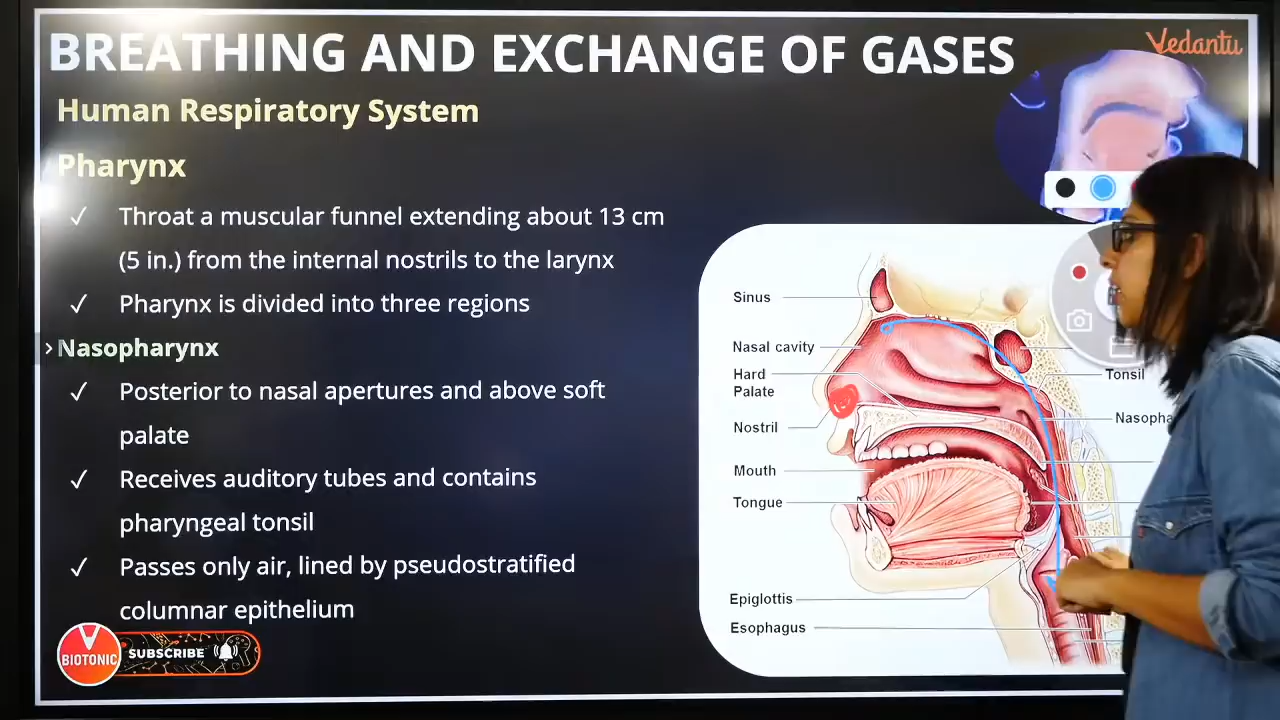 BREATHING AND EXCHANGE OF GASES
Vedantu
Human Respiratory System
Pharynx
✓ Throat a muscular funnel extending about 13 cm
(5 in.) from the internal nostrils to the larynx
✓ Pharynx is divided into three regions
› Nasopharynx
✓ Posterior to nasal apertures and above soft
palate
✓ Receives auditory tubes and contains
pharyngeal tonsil
✓ Passes only air, lined by pseudostratified
columnar epithelium
Sinus
Nasal cavity
Hard
Palate
Nostril
Mouth
Tongue
Epiglottis
Esophagus
Tonsil
Nasopha
BIOTONIC
SUBSCRIBE